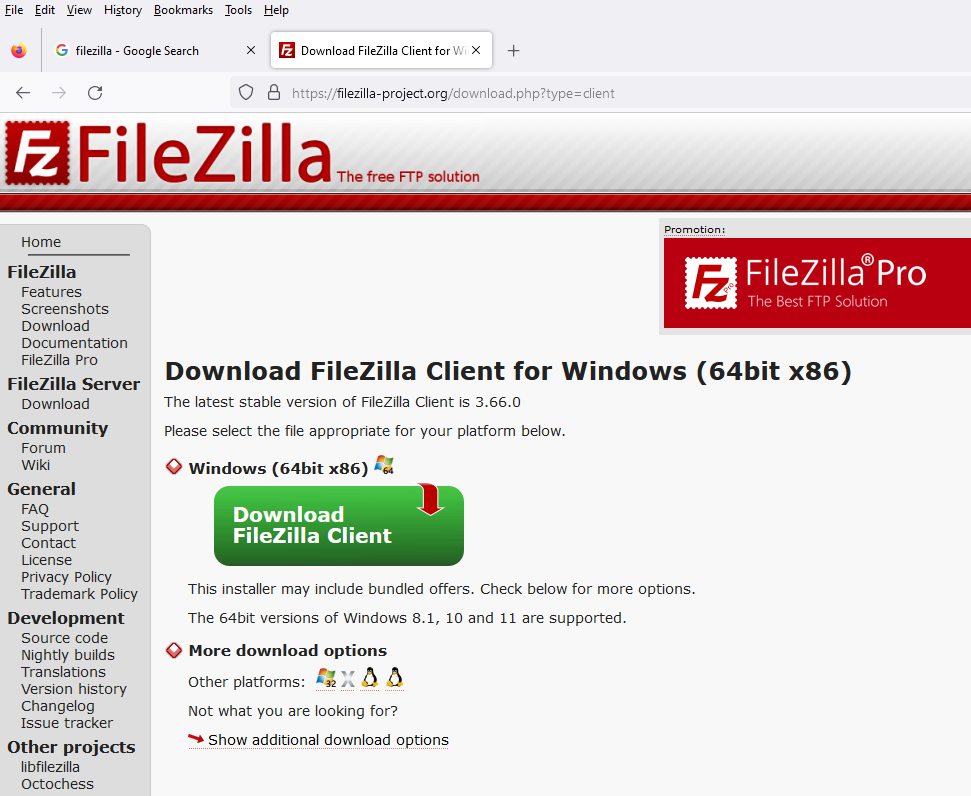 File Edit View History Bookmarks Tools Help
filezilla - Google Search
Download FileZilla Client for Wi
https://filezilla-project.org/download.php?type=client
Fz FileZilla The free FTP solution
Promotion:
Fz Pro FileZilla® Pro
The Best FTP Solution
Home
FileZilla
Features
Screenshots
Download
Documentation
FileZilla Pro
FileZilla Server
Download
Community
Forum
Wiki
General
FAQ
Support
Contact
License
Privacy Policy
Trademark Policy
Development
Source code
Nightly builds
Translations
Version history
Changelog
Issue tracker
Other projects
libfilezilla
Octochess
Download FileZilla Client for Windows (64bit x86)
The latest stable version of FileZilla Client is 3.66.0
Please select the file appropriate for your platform below.
Windows (64bit x86) 64
Download
FileZilla Client
This installer may include bundled offers. Check below for more options.
The 64bit versions of Windows 8.1, 10 and 11 are supported.
More download options
Other platforms: 32
Not what you are looking for?
Show additional download options